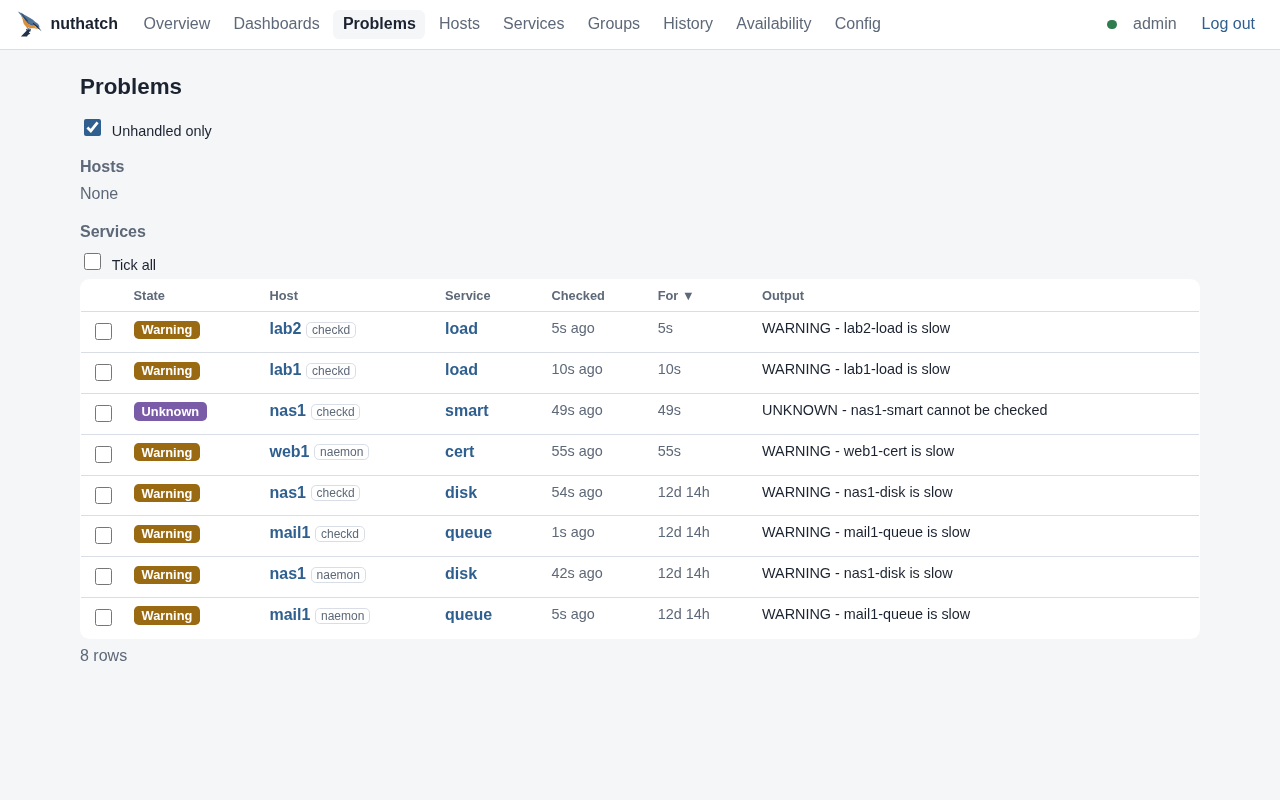 nuthatch Overview Dashboards Problems Hosts Services Groups History Availability Config admin Log out
Problems
Unhandled only
Hosts
None
Services
Tick all
State Host Service Checked For ▼ Output
Warning lab2 checkd load 5s ago 5s WARNING - lab2-load is slow
Warning lab1 checkd load 10s ago 10s WARNING - lab1-load is slow
Unknown nas1 checkd smart 49s ago 49s UNKNOWN - nas1-smart cannot be checked
Warning web1 naemon cert 55s ago 55s WARNING - web1-cert is slow
Warning nas1 checkd disk 54s ago 12d 14h WARNING - nas1-disk is slow
Warning mail1 checkd queue 1s ago 12d 14h WARNING - mail1-queue is slow
Warning nas1 naemon disk 42s ago 12d 14h WARNING - nas1-disk is slow
Warning mail1 naemon queue 5s ago 12d 14h WARNING - mail1-queue is slow
8 rows